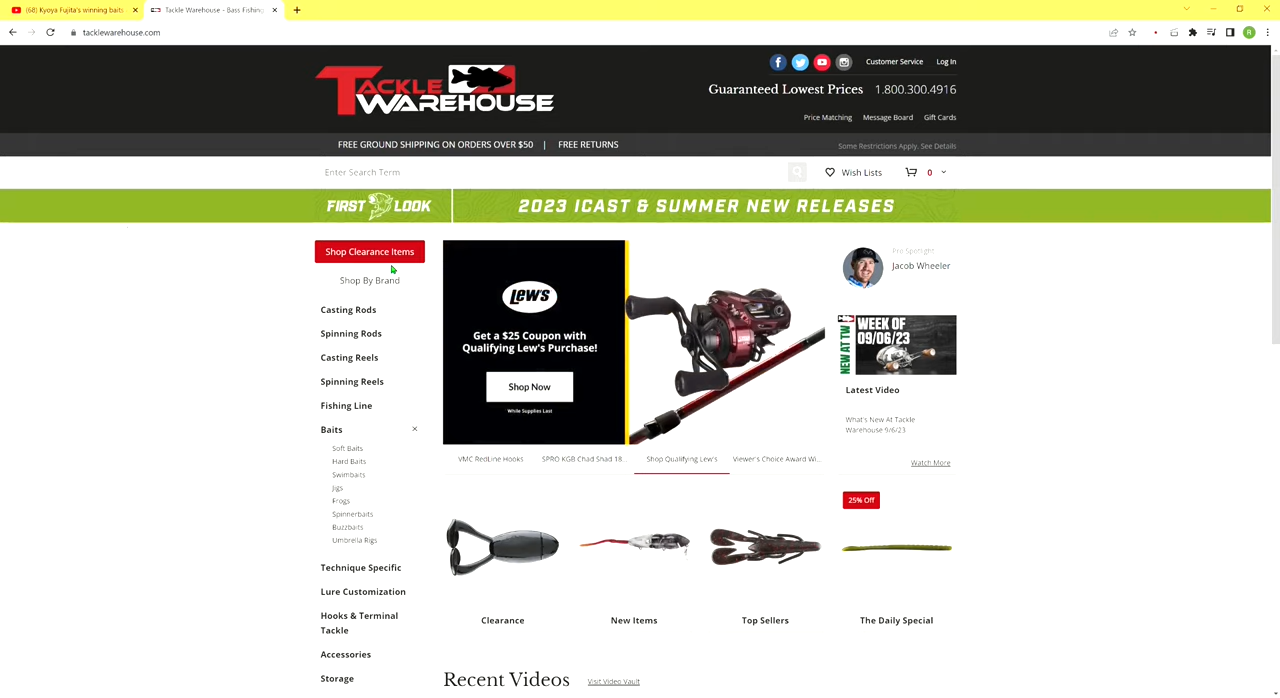 (68) Kyoya Fujita's winning baits
Tackle Warehouse - Bass Fishing
tacklewarehouse.com
R
TACKLE
WAREHOUSE
Customer Service
Log In
Guaranteed Lowest Prices 1.800.300.4916
Price Matching
Message Board
Gift Cards
FREE GROUND SHIPPING ON ORDERS OVER $50 | FREE RETURNS
Some Restrictions Apply. See Details
Enter Search Term
Wish Lists
0
FIRST LOOK
2023 ICAST & SUMMER NEW RELEASES
Shop Clearance Items
Shop By Brand
Casting Rods
Spinning Rods
Casting Reels
Spinning Reels
Fishing Line
Baits
Soft Baits
Hard Baits
Swimbaits
Jigs
Frogs
Spinnerbaits
Buzzbaits
Umbrella Rigs
Technique Specific
Lure Customization
Hooks & Terminal
Tackle
Accessories
Storage
LEW'S
Get a $25 Coupon with
Qualifying Lew's Purchase!
Shop Now
While Supplies Last
VMC RedLine Hooks
SPRO KGB Chad Shad 18...
Shop Qualifying Lew's
Viewer's Choice Award Wi...
Pro Spotlight
Jacob Wheeler
NEW AT TW
WEEK OF
09/06/23
Latest Video
What's New At Tackle
Warehouse 9/6/23
Watch More
25% Off
Clearance
New Items
Top Sellers
The Daily Special
Recent Videos
Visit Video Vault